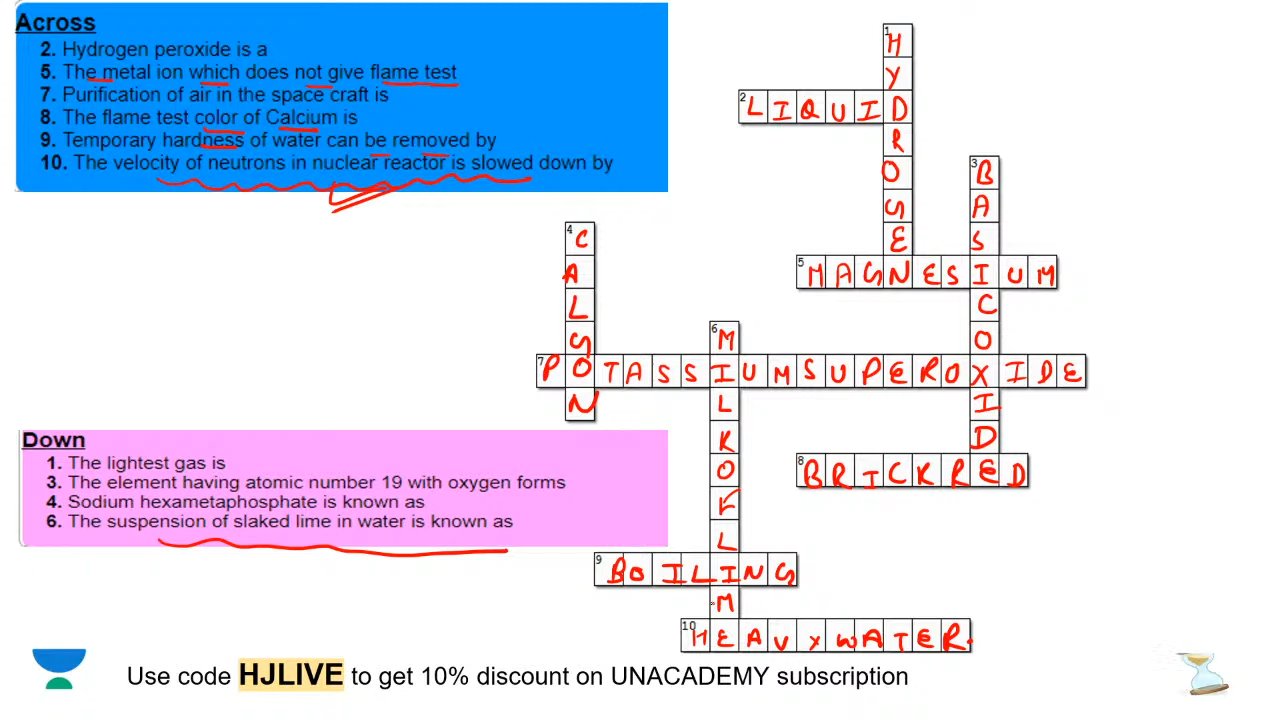 Across
2. Hydrogen peroxide is a
5. The metal ion which does not give flame test
7. Purification of air in the space craft is
8. The flame test color of Calcium is
9. Temporary hardness of water can be removed by
10. The velocity of neutrons in nuclear reactor is slowed down by
1 HYDROGEN
2 LIQUID
3 BASICOXIDE
4 CALGON
5 MAGNESIUM
6 MILKOFLIME
7 POTASSIUMSUPEROXIDE
8 BRICKRED
9 BOILING
10 HEAVYWATER
Down
1. The lightest gas is
3. The element having atomic number 19 with oxygen forms
4. Sodium hexametaphosphate is known as
6. The suspension of slaked lime in water is known as
Use code HJLIVE to get 10% discount on UNACADEMY subscription